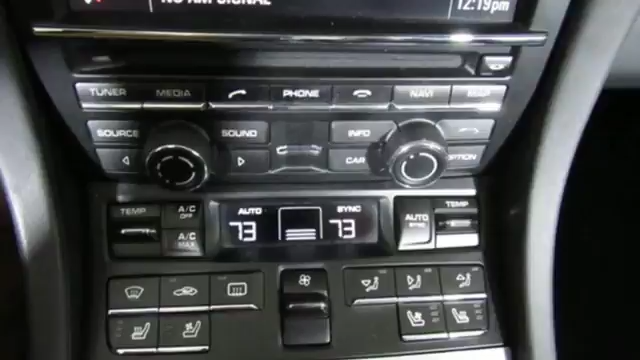 NO AM SIGNAL 12:19pm
TUNER MEDIA PHONE NAVI MAP
SOURCE SOUND INFO
CAR OPTION
TEMP A/C OFF AUTO SYNC AUTO SYNC TEMP
A/C MAX 73 73